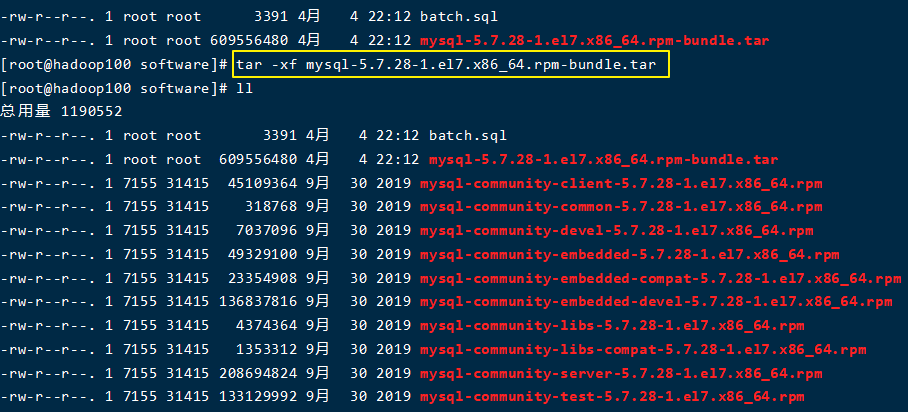 -rw-r--r--. 1 root root      3391 4月   4 22:12 batch.sql
-rw-r--r--. 1 root root 609556480 4月   4 22:12 mysql-5.7.28-1.el7.x86_64.rpm-bundle.tar
[root@hadoop100 software]# tar -xf mysql-5.7.28-1.el7.x86_64.rpm-bundle.tar
[root@hadoop100 software]# ll
总用量 1190552
-rw-r--r--. 1 root root       3391 4月   4 22:12 batch.sql
-rw-r--r--. 1 root root  609556480 4月   4 22:12 mysql-5.7.28-1.el7.x86_64.rpm-bundle.tar
-rw-r--r--. 1 7155 31415  45109364 9月  30 2019 mysql-community-client-5.7.28-1.el7.x86_64.rpm
-rw-r--r--. 1 7155 31415    318768 9月  30 2019 mysql-community-common-5.7.28-1.el7.x86_64.rpm
-rw-r--r--. 1 7155 31415   7037096 9月  30 2019 mysql-community-devel-5.7.28-1.el7.x86_64.rpm
-rw-r--r--. 1 7155 31415  49329100 9月  30 2019 mysql-community-embedded-5.7.28-1.el7.x86_64.rpm
-rw-r--r--. 1 7155 31415  23354908 9月  30 2019 mysql-community-embedded-compat-5.7.28-1.el7.x86_64.rpm
-rw-r--r--. 1 7155 31415 136837816 9月  30 2019 mysql-community-embedded-devel-5.7.28-1.el7.x86_64.rpm
-rw-r--r--. 1 7155 31415   4374364 9月  30 2019 mysql-community-libs-5.7.28-1.el7.x86_64.rpm
-rw-r--r--. 1 7155 31415   1353312 9月  30 2019 mysql-community-libs-compat-5.7.28-1.el7.x86_64.rpm
-rw-r--r--. 1 7155 31415 208694824 9月  30 2019 mysql-community-server-5.7.28-1.el7.x86_64.rpm
-rw-r--r--. 1 7155 31415 133129992 9月  30 2019 mysql-community-test-5.7.28-1.el7.x86_64.rpm